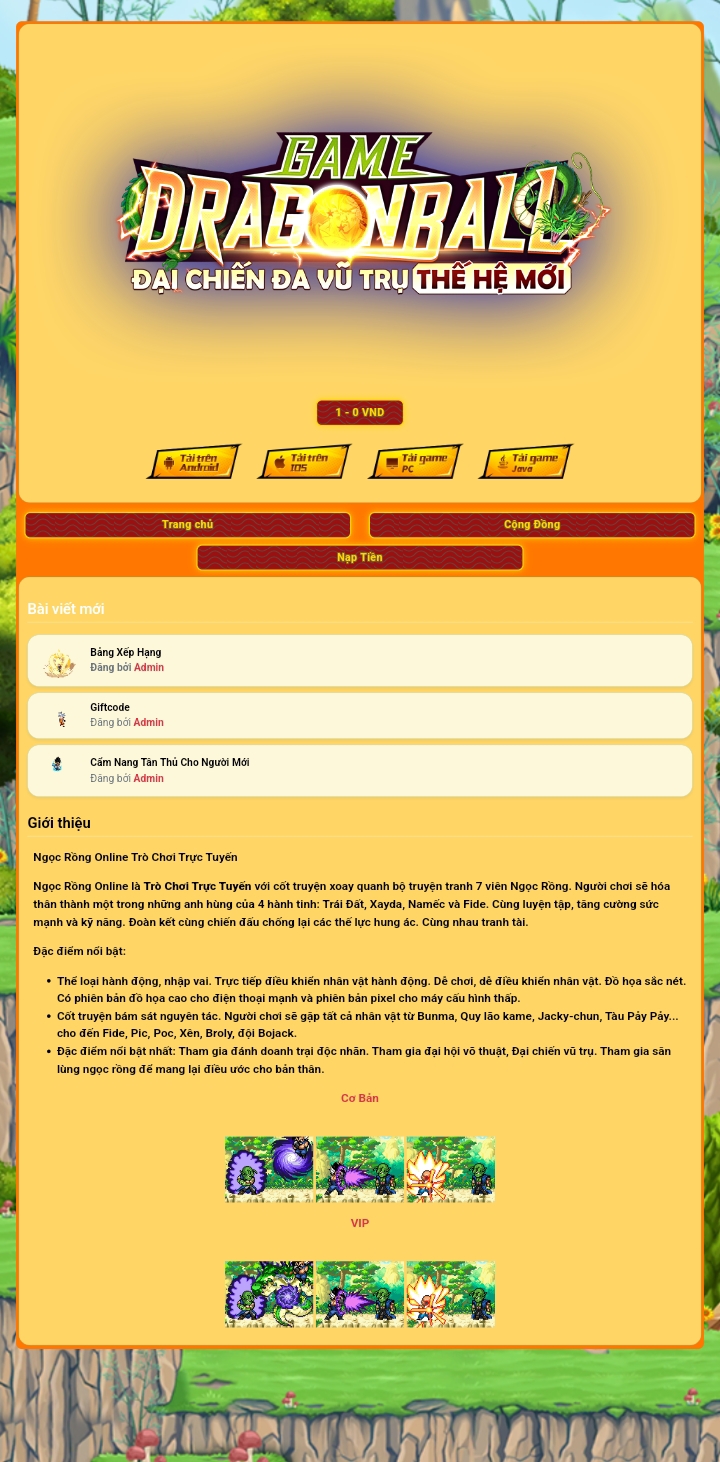 GAME
DRAGONBALL
ĐẠI CHIẾN ĐA VŨ TRỤ THẾ HỆ MỚI
1 - 0 VND
Tải trên Android
Tải trên IOS
Tải game PC
Tải game Java
Trang chủ
Cộng Đồng
Nạp Tiền
Bài viết mới
Bảng Xếp Hạng
Đăng bởi Admin
Giftcode
Đăng bởi Admin
Cẩm Nang Tân Thủ Cho Người Mới
Đăng bởi Admin
Giới thiệu
Ngọc Rồng Online Trò Chơi Trực Tuyến
Ngọc Rồng Online là Trò Chơi Trực Tuyến với cốt truyện xoay quanh bộ truyện tranh 7 viên Ngọc Rồng. Người chơi sẽ hóa
thân thành một trong những anh hùng của 4 hành tinh: Trái Đất, Xayda, Namếc và Fide. Cùng luyện tập, tăng cường sức
mạnh và kỹ năng. Đoàn kết cùng chiến đấu chống lại các thế lực hung ác. Cùng nhau tranh tài.
Đặc điểm nổi bật:
• Thể loại hành động, nhập vai. Trực tiếp điều khiển nhân vật hành động. Dễ chơi, dễ điều khiển nhân vật. Đồ họa sắc nét.
Có phiên bản đồ họa cao cho điện thoại mạnh và phiên bản pixel cho máy cấu hình thấp.
• Cốt truyện bám sát nguyên tác. Người chơi sẽ gặp tất cả nhân vật từ Bunma, Quy lão kame, Jacky-chun, Tàu Pảy Pảy...
cho đến Fide, Pic, Poc, Xên, Broly, đội Bojack.
• Đặc điểm nổi bật nhất: Tham gia đánh doanh trại độc nhãn. Tham gia đại hội võ thuật, Đại chiến vũ trụ. Tham gia săn
lùng ngọc rồng để mang lại điều ước cho bản thân.
Cơ Bản
VIP